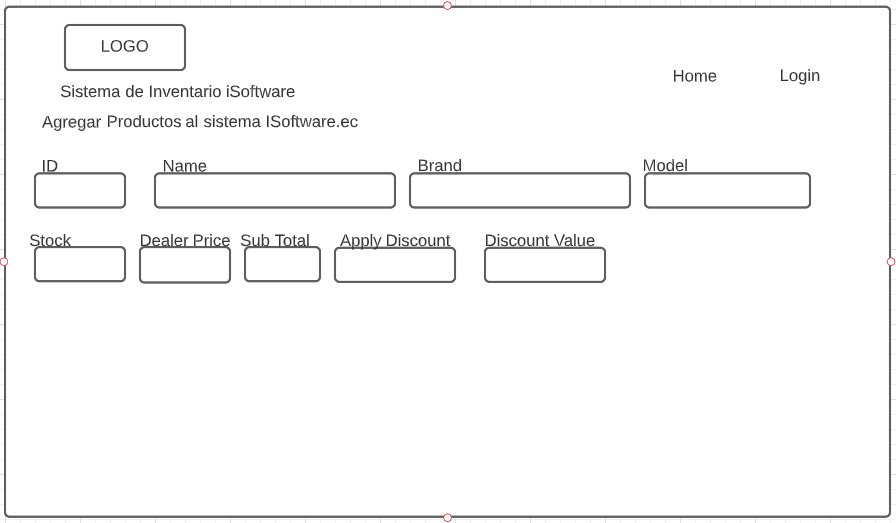 LOGO
Home Login
Sistema de Inventario iSoftware
Agregar Productos al sistema ISoftware.ec
ID Name Brand Model
Stock Dealer Price Sub Total Apply Discount Discount Value